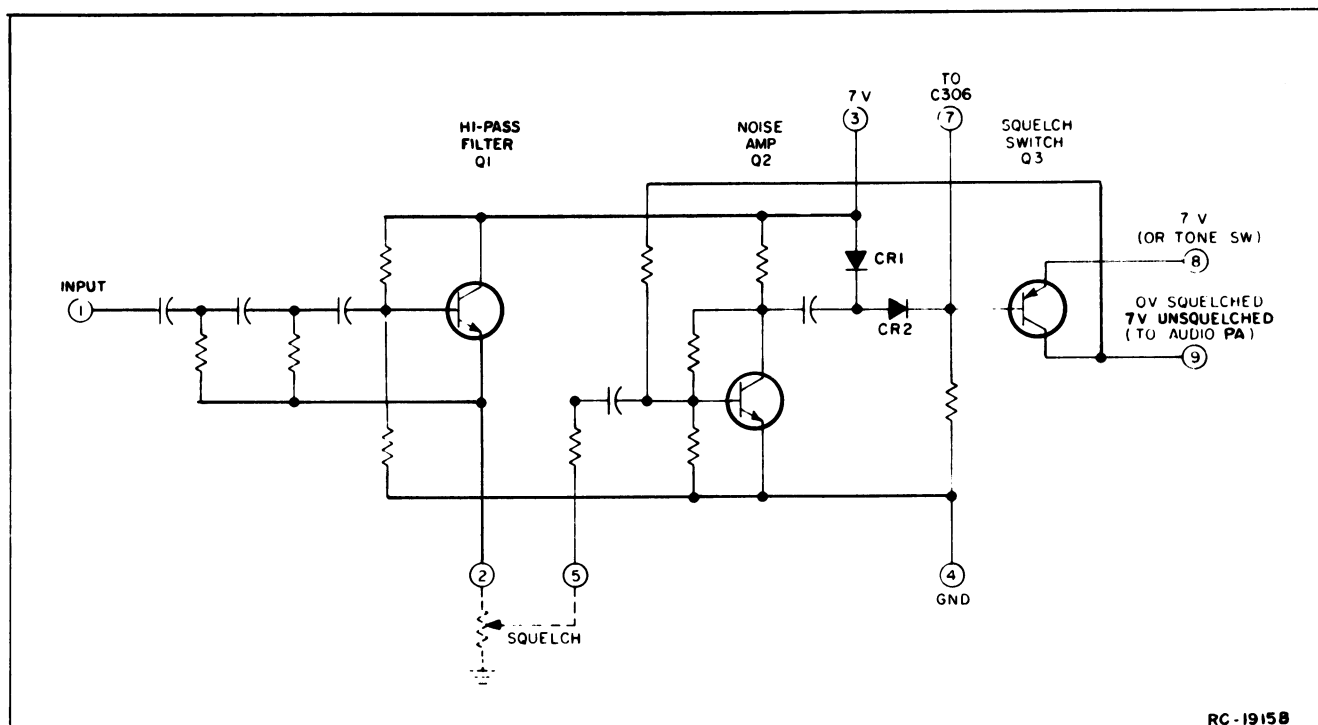 HI-PASS
FILTER
Q1
NOISE
AMP
Q2
7 V
3
TO
C306
7
SQUELCH
SWITCH
Q3
7 V
(OR TONE SW)
8
INPUT
1
CR1
CR2
0V SQUELCHED
7V UNSQUELCHED
(TO AUDIO PA)
9
2
5
4
GND
SQUELCH
RC-19158